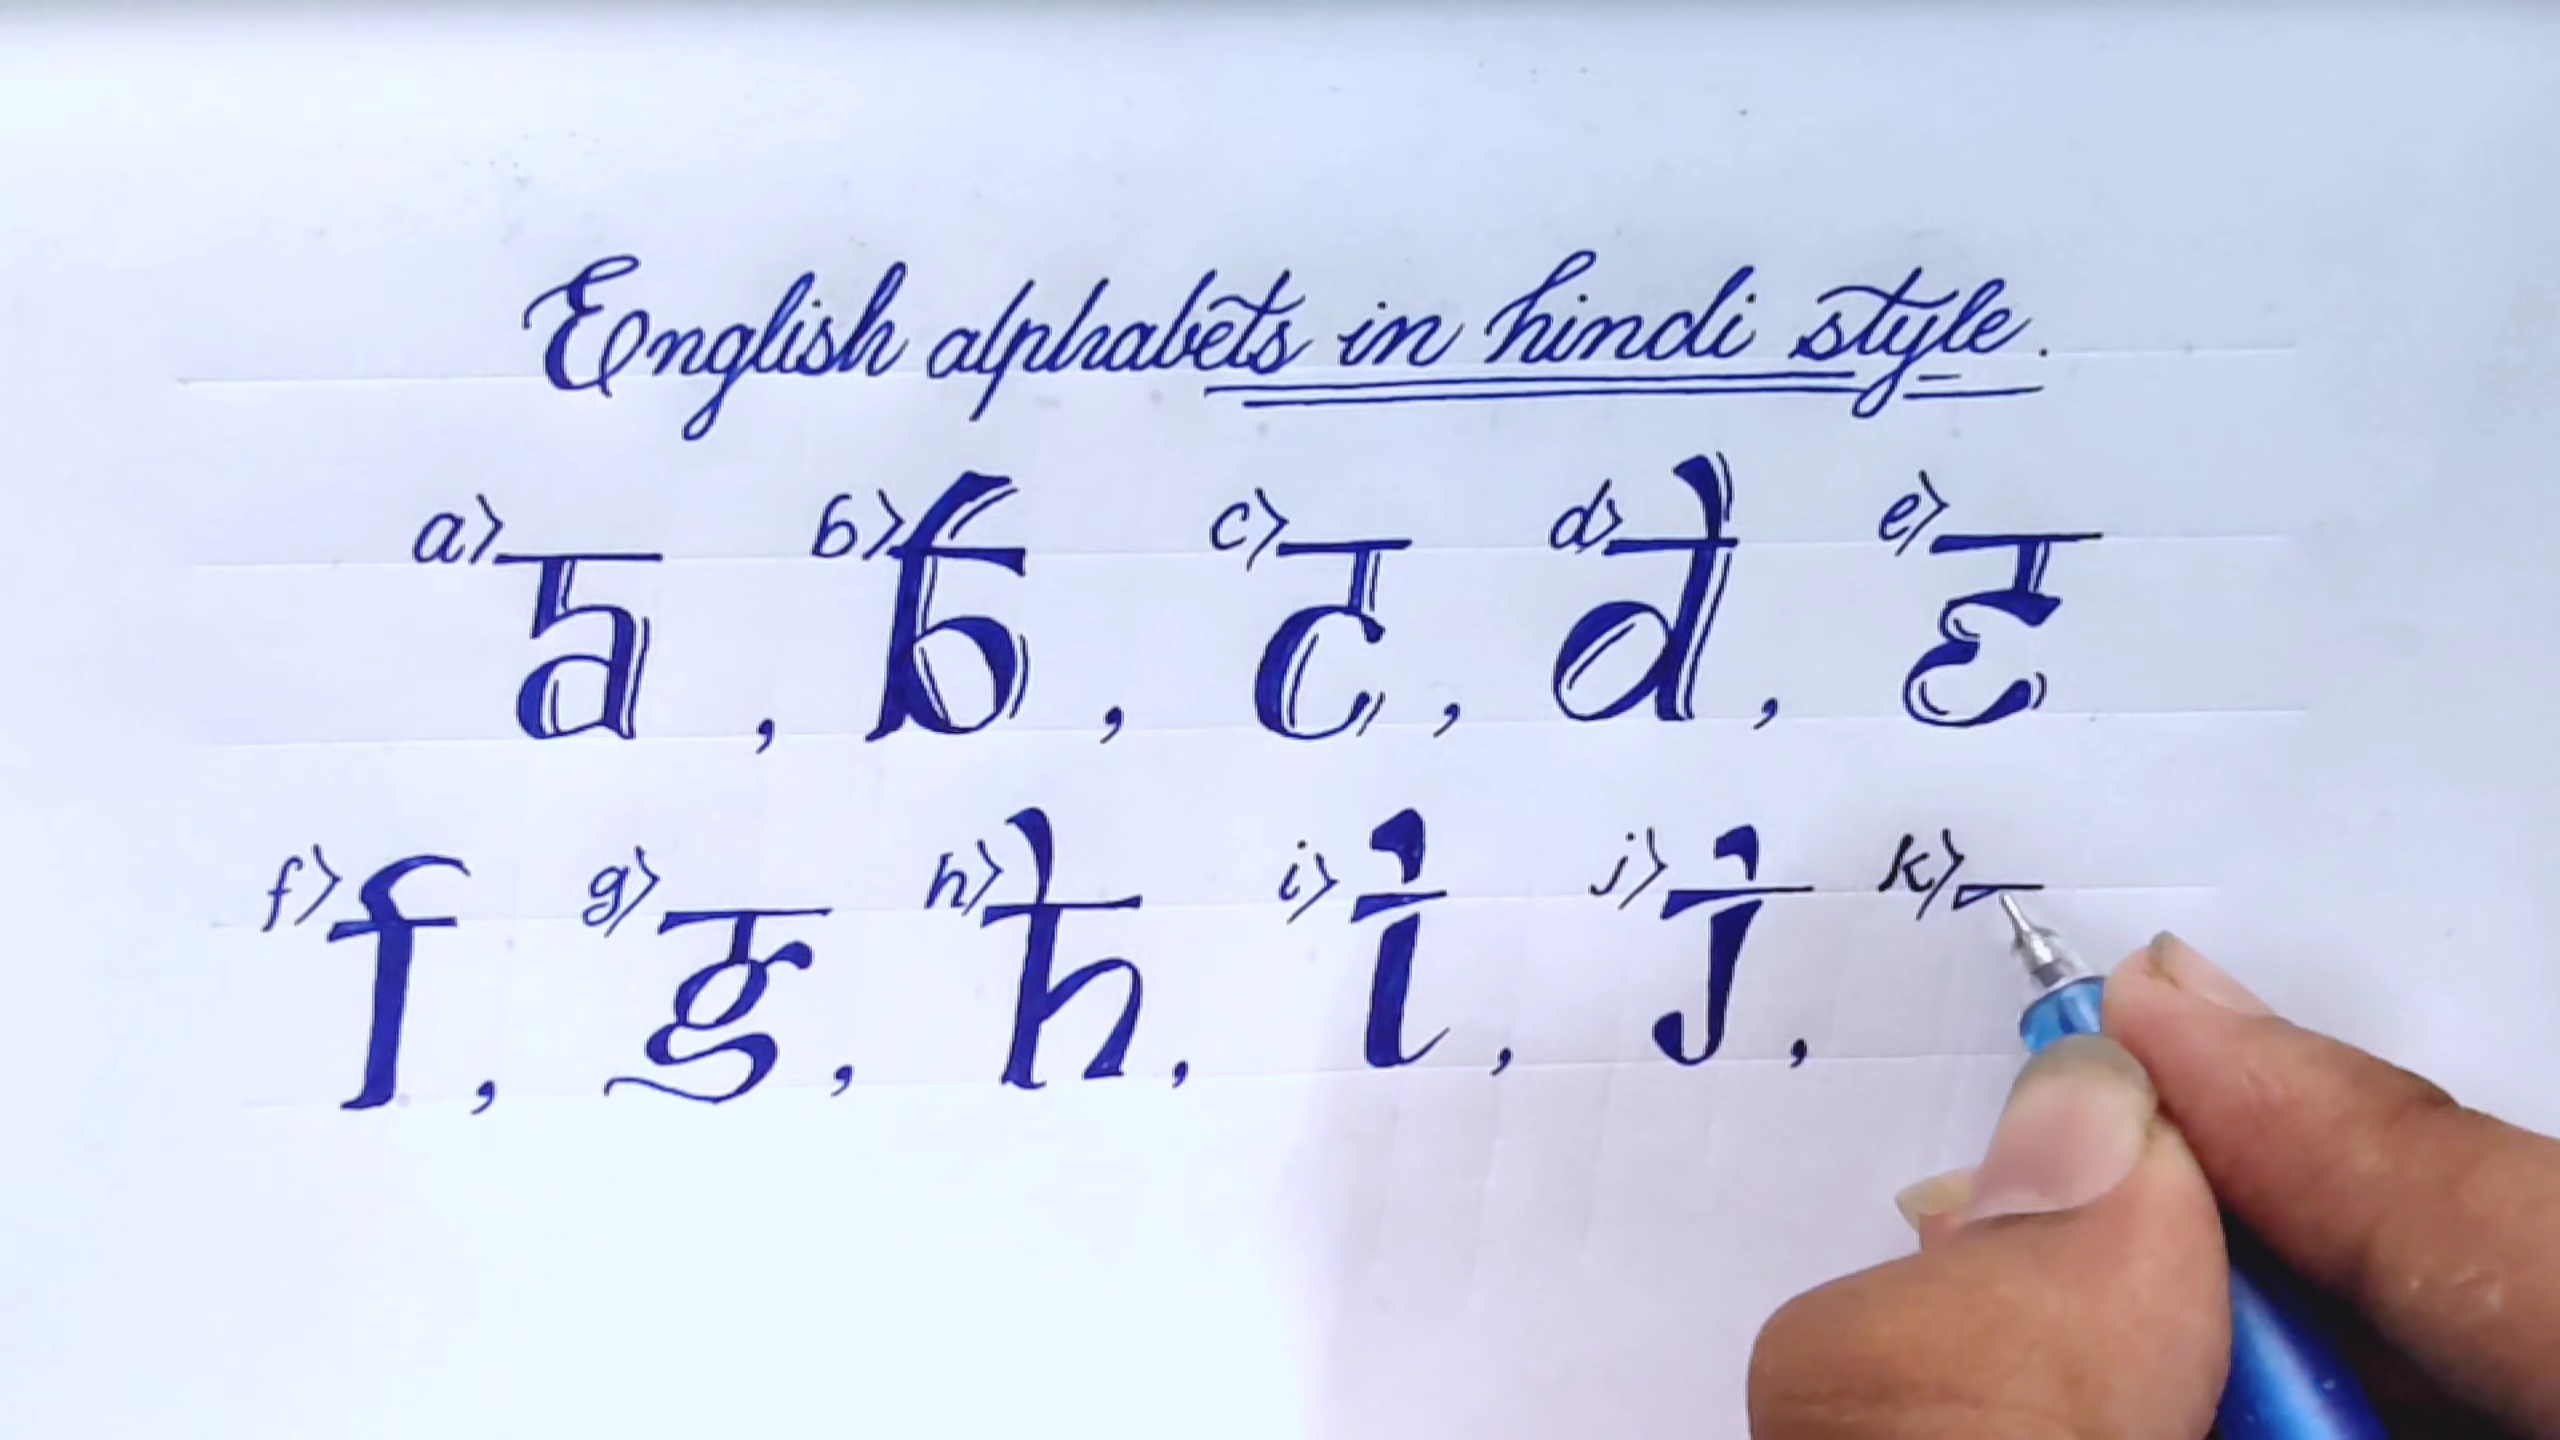 English alphabets in hindi style.
a) a, b) b, c) c, d) d, e) e
f) f, g) g, h) h, i) i, j) j, k)